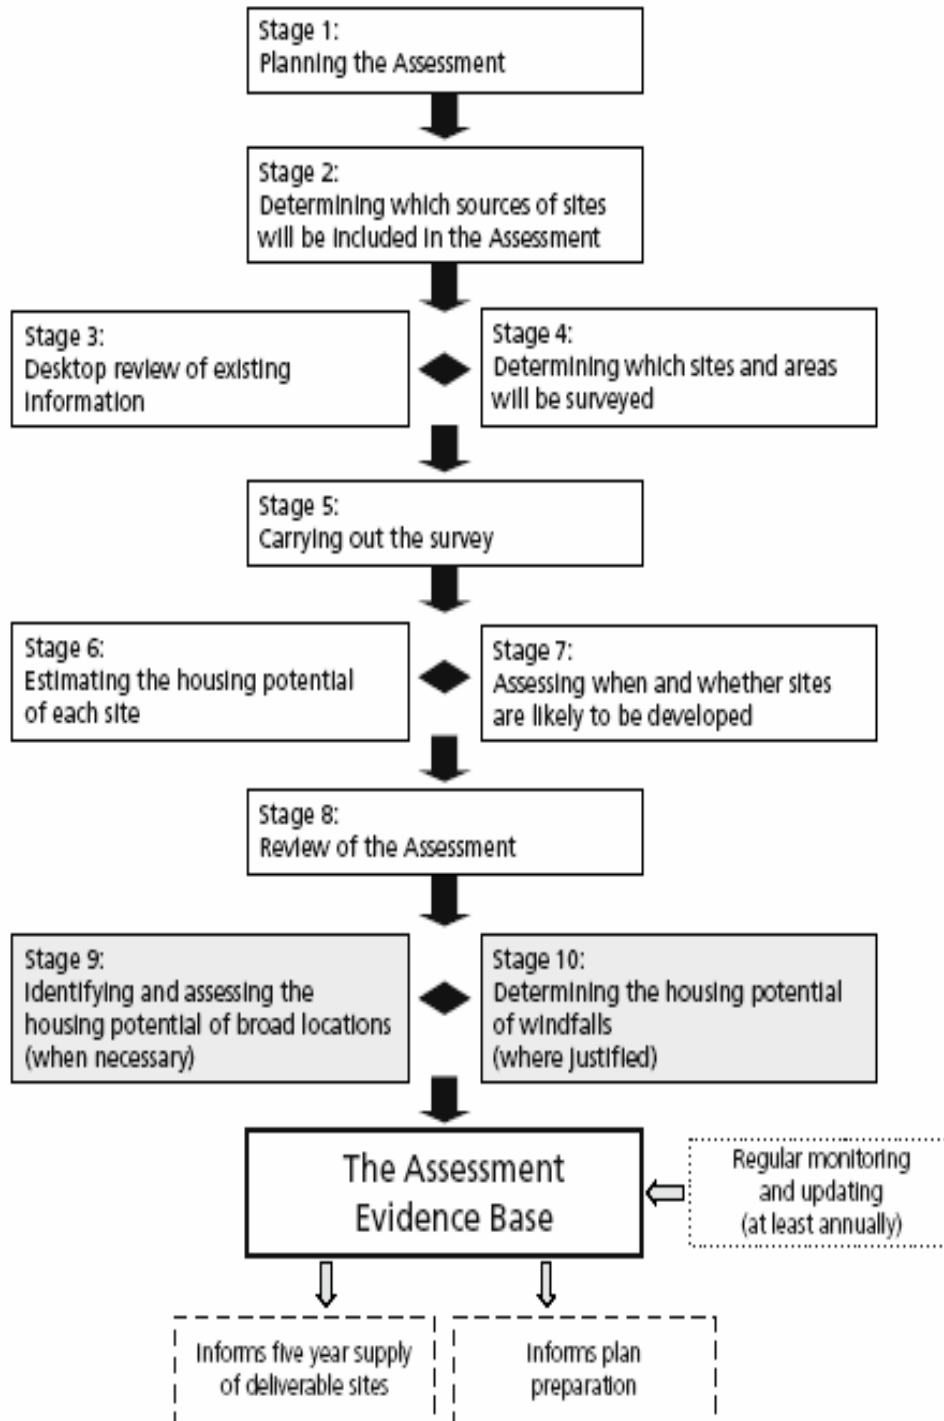 Stage 1:
Planning the Assessment
Stage 2:
Determining which sources of sites
will be included in the Assessment
Stage 3:
Desktop review of existing
information
Stage 4:
Determining which sites and areas
will be surveyed
Stage 5:
Carrying out the survey
Stage 6:
Estimating the housing potential
of each site
Stage 7:
Assessing when and whether sites
are likely to be developed
Stage 8:
Review of the Assessment
Stage 9:
Identifying and assessing the
housing potential of broad locations
(when necessary)
Stage 10:
Determining the housing potential
of windfalls
(where justified)
The Assessment
Evidence Base
Regular monitoring
and updating
(at least annually)
Informs five year supply
of deliverable sites
Informs plan
preparation